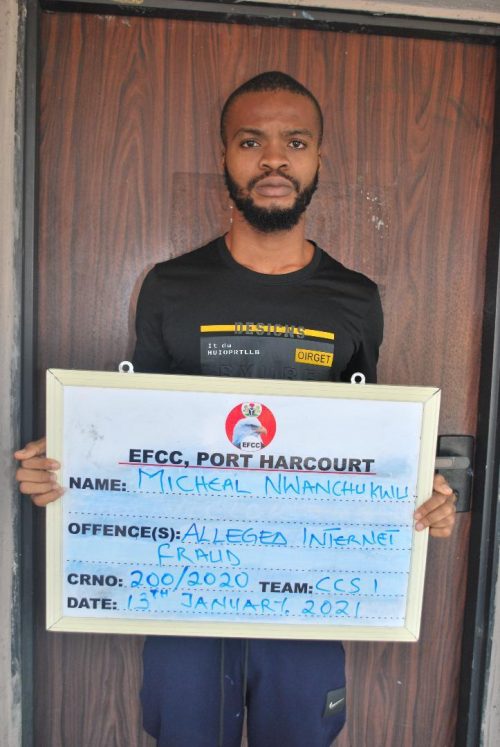 DESIGNS
It du
HUIOPRTLLB
OIRGET
EFCC
EFCC, PORT HARCOURT
NAME: MICHEAL NWANCHUKWU
OFFENCE(S): ALLEGED INTERNET
FRAUD
CRNO: 200/2020 TEAM: CCS 1
DATE: 13TH JANUARY, 2021